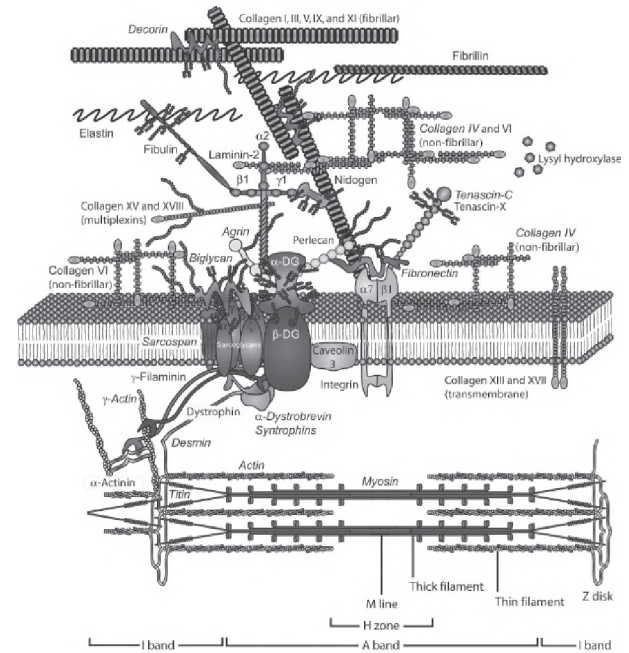 Collagen I, III, V, IX, and XI (fibrillar)
Decorin
Fibrillin
Elastin
Fibulin
α2
Laminin-2
β1
γ1
Nidogen
Collagen IV and VI
(non-fibrillar)
Lysyl hydroxylase
Collagen XV and XVIII
(multiplexins)
Tenascin-C
Tenascin-X
Agrin
Perlecan
Biglycan
α-DG
Collagen IV
(non-fibrillar)
Collagen VI
(non-fibrillar)
Fibronectin
α7
β1
Sarcospan
Sarcoglycans
β-DG
Caveolin
3
γ-Filaminin
Integrin
Collagen XIII and XVII
(transmembrane)
γ-Actin
Dystrophin
α-Dystrobrevin
Syntrophins
Desmin
α-Actinin
Titin
Actin
Myosin
Thick filament
Thin filament
Z disk
M line
H zone
I band
A band
I band